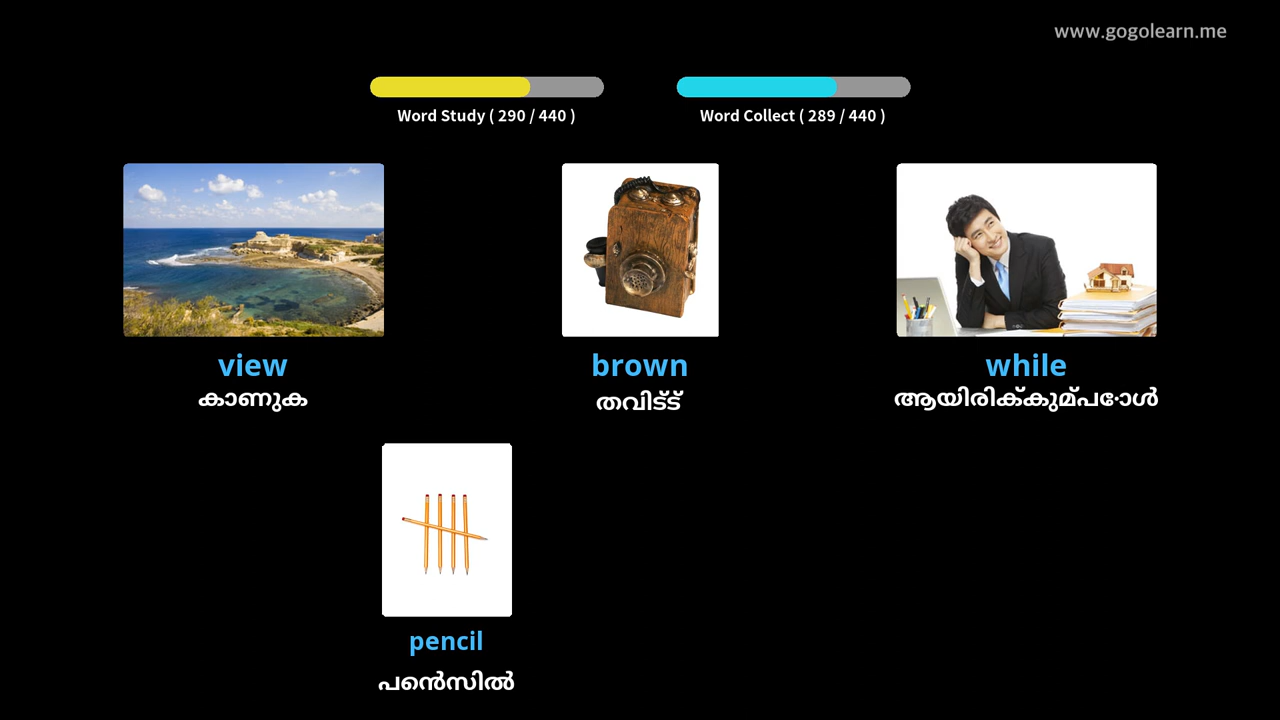 www.gogolearn.me
Word Study ( 290 / 440 )
Word Collect ( 289 / 440 )
view
കാണുക
brown
തവിട്ട്
while
ആയിരിക്കുമ്പോൾ
pencil
പെൻസിൽ